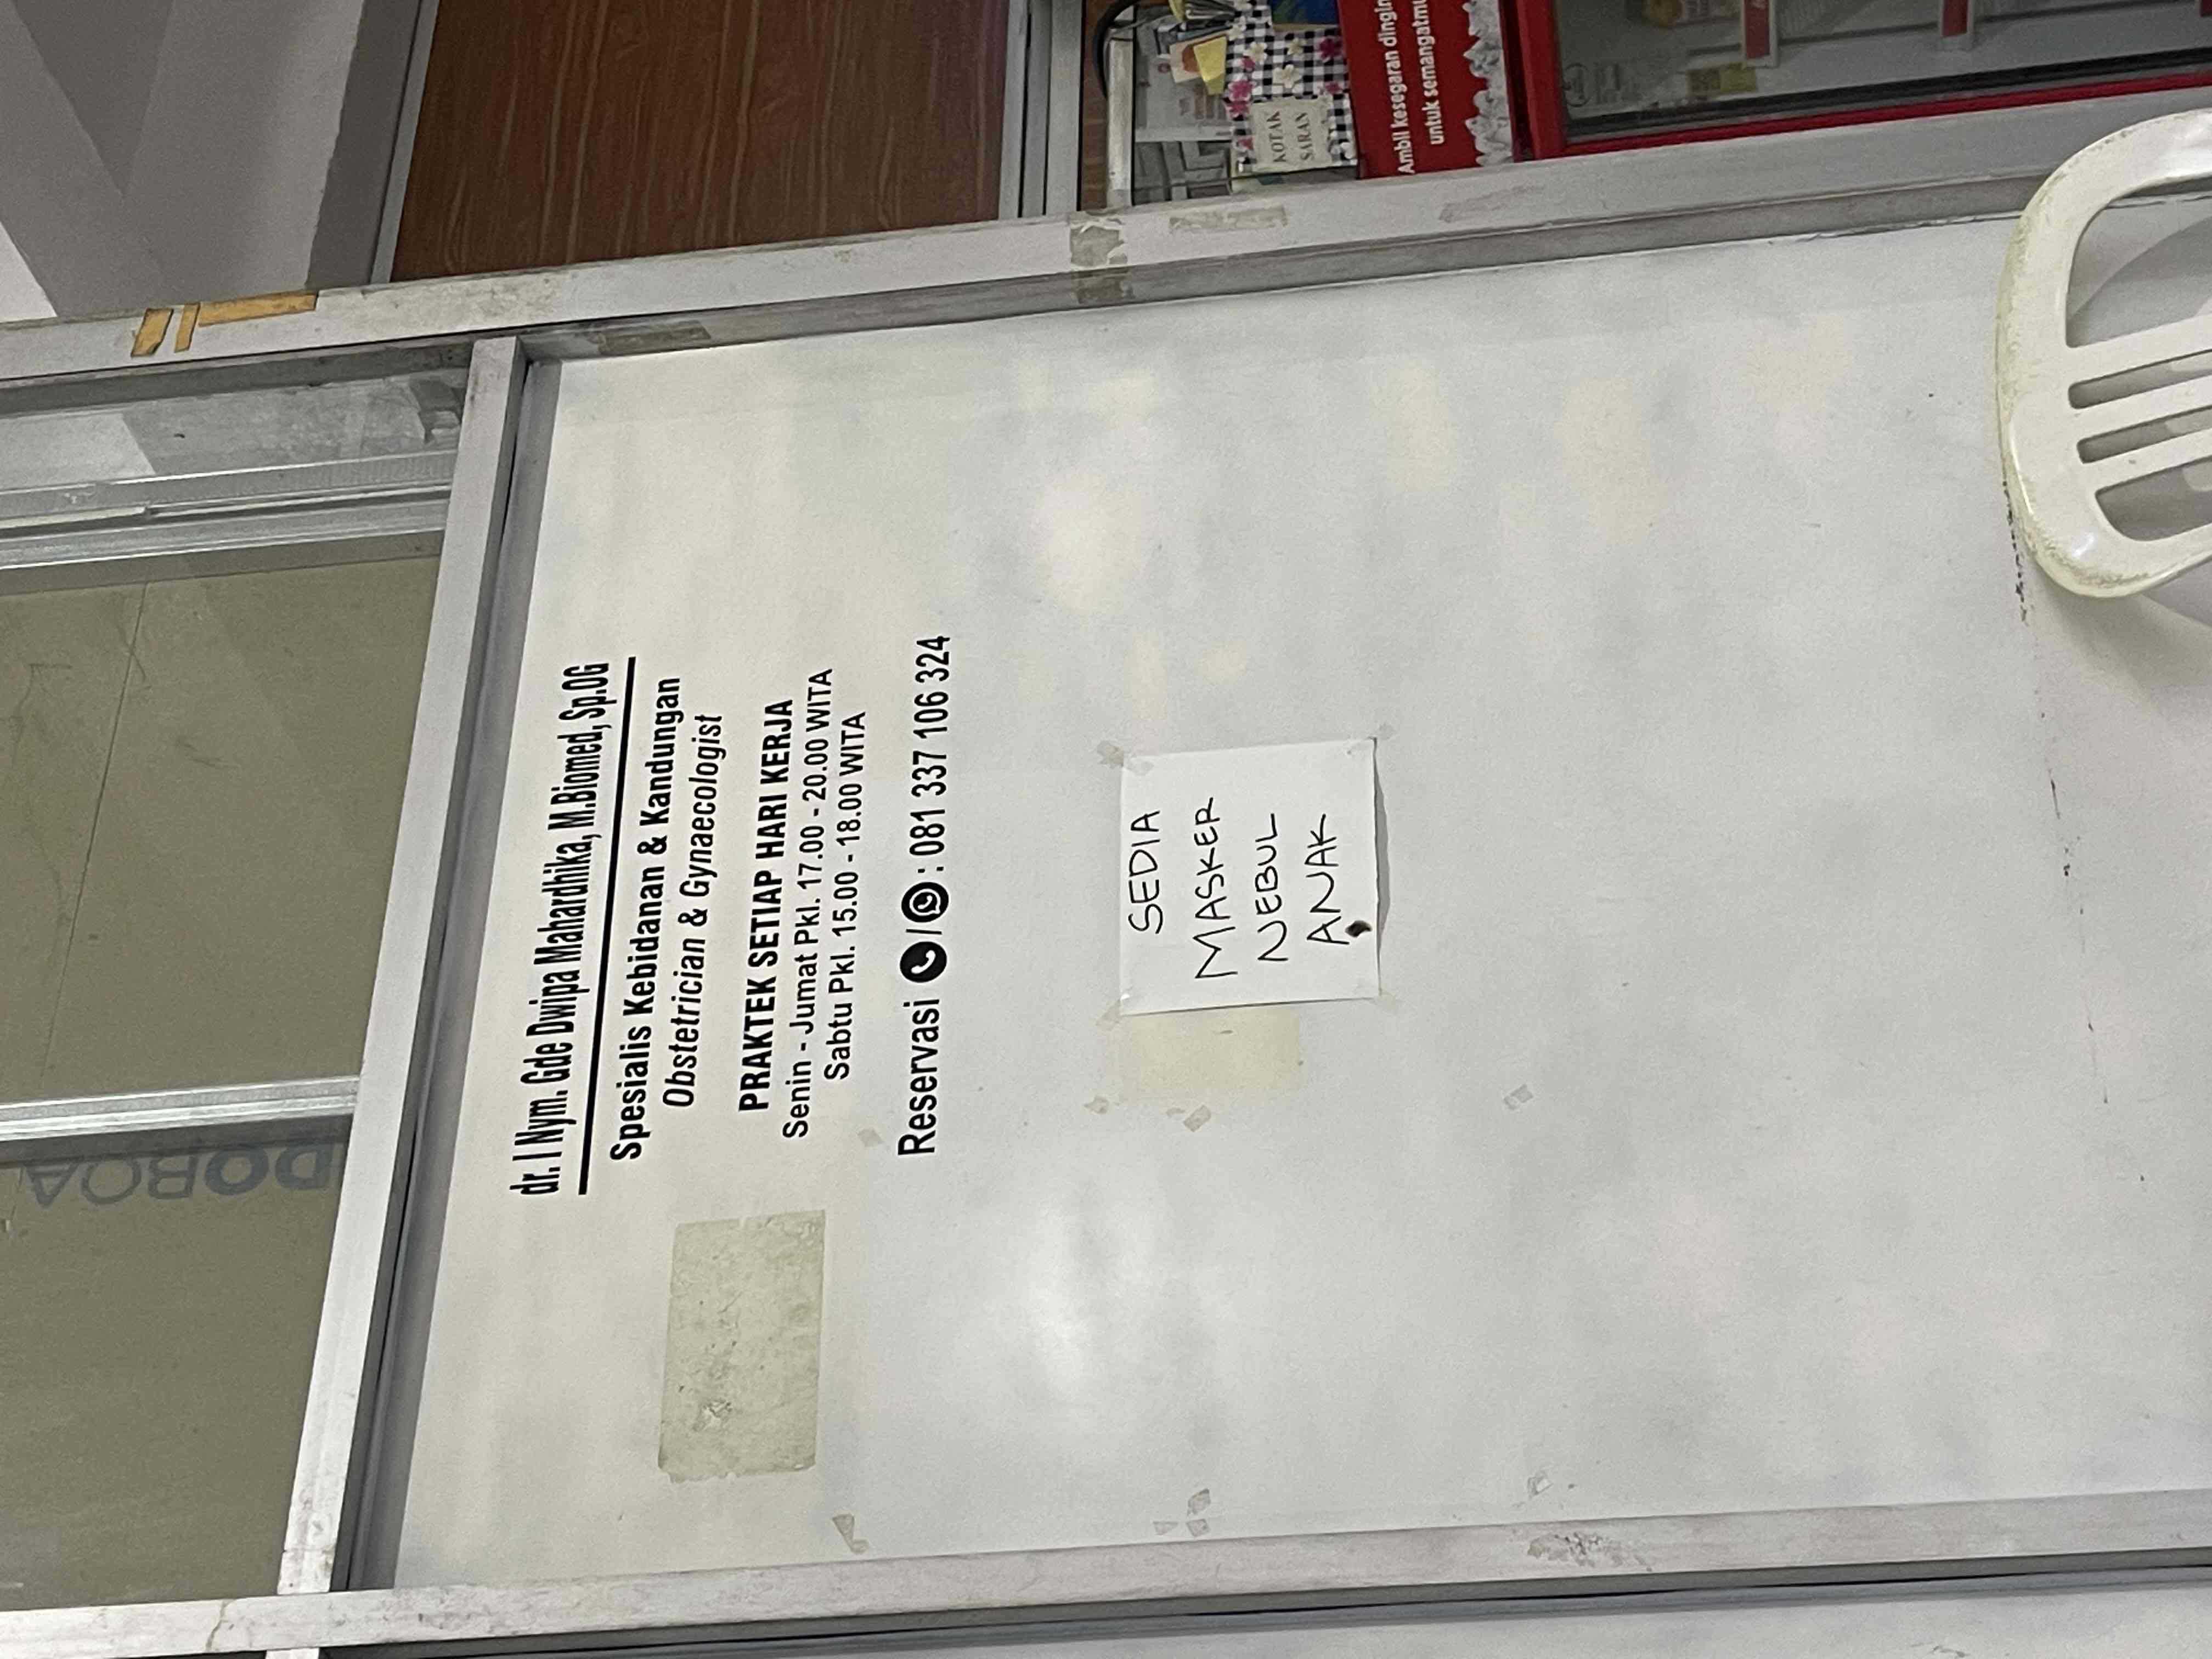 dr. I Nym. Gde Dwipa Mahardhika, M.Biomed, Sp.OG
Spesialis Kebidanan & Kandungan
Obstetrician & Gynaecologist
PRAKTEK SETIAP HARI KERJA
Senin - Jumat Pkl. 17.00 - 20.00 WITA
Sabtu Pkl. 15.00 - 18.00 WITA
Reservasi / : 081 337 106 324
SEDIA
MASKER
NEBUL
ANAK
KOTAK
SARAN
Ambil kesegaran dingin
untuk semangatmu